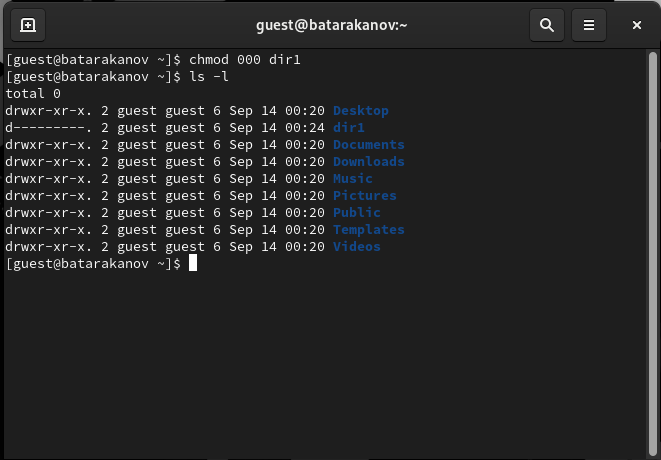 guest@batarakanov:~
[guest@batarakanov ~]$ chmod 000 dir1
[guest@batarakanov ~]$ ls -l
total 0
drwxr-xr-x. 2 guest guest 6 Sep 14 00:20 Desktop
d---------. 2 guest guest 6 Sep 14 00:24 dir1
drwxr-xr-x. 2 guest guest 6 Sep 14 00:20 Documents
drwxr-xr-x. 2 guest guest 6 Sep 14 00:20 Downloads
drwxr-xr-x. 2 guest guest 6 Sep 14 00:20 Music
drwxr-xr-x. 2 guest guest 6 Sep 14 00:20 Pictures
drwxr-xr-x. 2 guest guest 6 Sep 14 00:20 Public
drwxr-xr-x. 2 guest guest 6 Sep 14 00:20 Templates
drwxr-xr-x. 2 guest guest 6 Sep 14 00:20 Videos
[guest@batarakanov ~]$